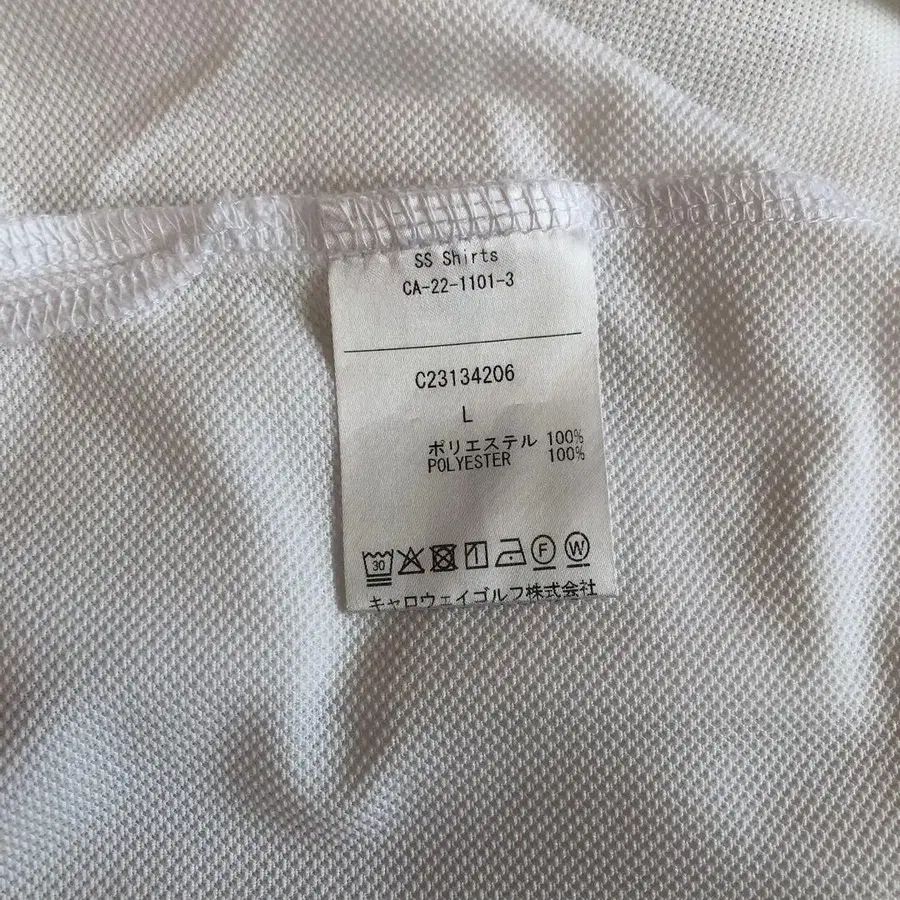 SS Shirts
CA-22-1101-3
C23134206
L
ポリエステル 100%
POLYESTER 100%
30 F W
キャロウェイゴルフ株式会社